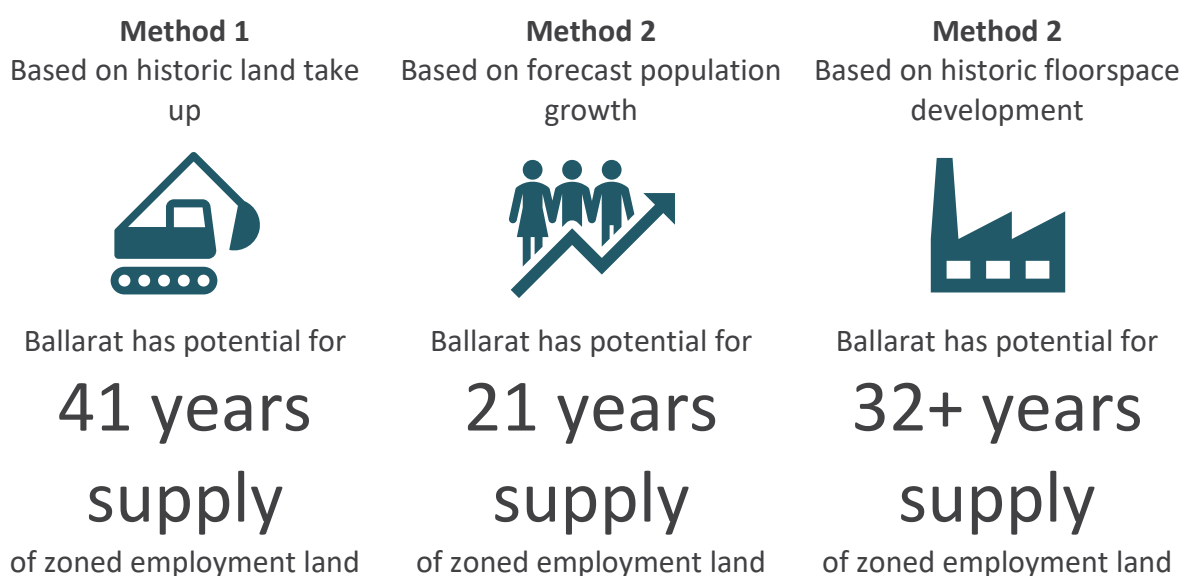 Method 1
Based on historic land take
up
Ballarat has potential for
41 years
supply
of zoned employment land
Method 2
Based on forecast population
growth
Ballarat has potential for
21 years
supply
of zoned employment land
Method 2
Based on historic floorspace
development
Ballarat has potential for
32+ years
supply
of zoned employment land